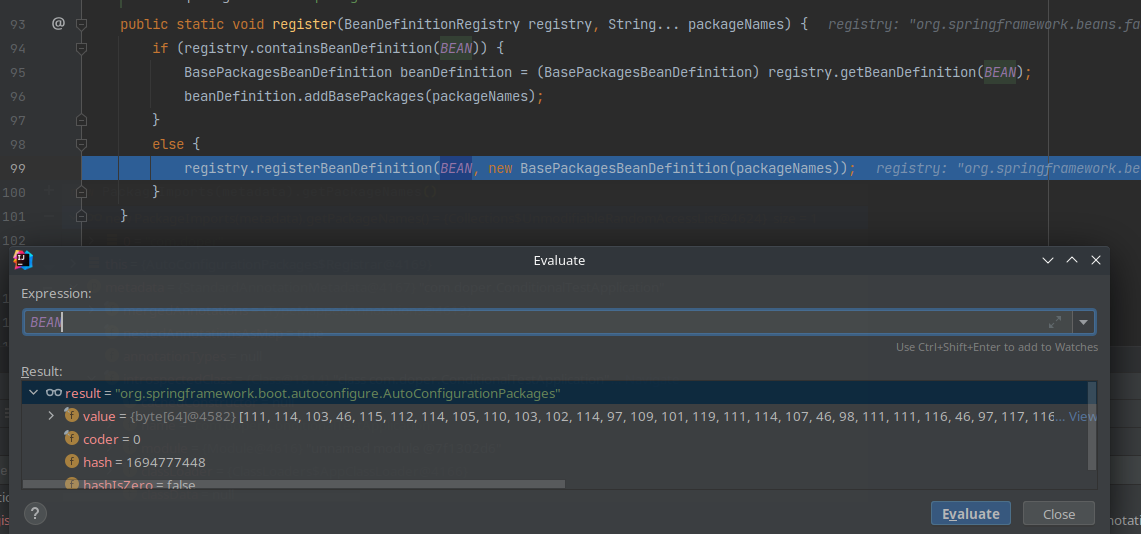 93 @ public static void register(BeanDefinitionRegistry registry, String... packageNames) { registry: "org.springframework.beans.fa
94 if (registry.containsBeanDefinition(BEAN)) {
95 BasePackagesBeanDefinition beanDefinition = (BasePackagesBeanDefinition) registry.getBeanDefinition(BEAN);
96 beanDefinition.addBasePackages(packageNames);
97 }
98 else {
99 registry.registerBeanDefinition(BEAN, new BasePackagesBeanDefinition(packageNames)); registry: "org.springframework.be
100 }
101 }
102
Evaluate
Expression:
BEAN
Use Ctrl+Shift+Enter to add to Watches
Result:
result = "org.springframework.boot.autoconfigure.AutoConfigurationPackages"
value = {byte[64]@4582} [111, 114, 103, 46, 115, 112, 114, 105, 110, 103, 102, 114, 97, 109, 101, 119, 111, 114, 107, 46, 98, 111, 111, 116, 46, 97, 117, 116... View
coder = 0
hash = 1694777448
hashIsZero = false
? Evaluate Close